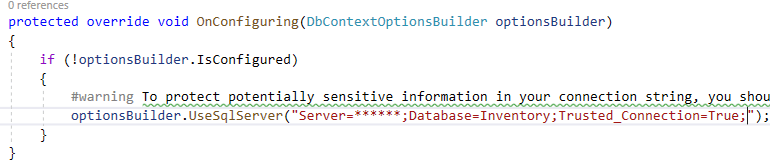 0 references
protected override void OnConfiguring(DbContextOptionsBuilder optionsBuilder)
{
if (!optionsBuilder.IsConfigured)
{
#warning To protect potentially sensitive information in your connection string, you shou
optionsBuilder.UseSqlServer("Server=******;Database=Inventory;Trusted_Connection=True;");
}
}